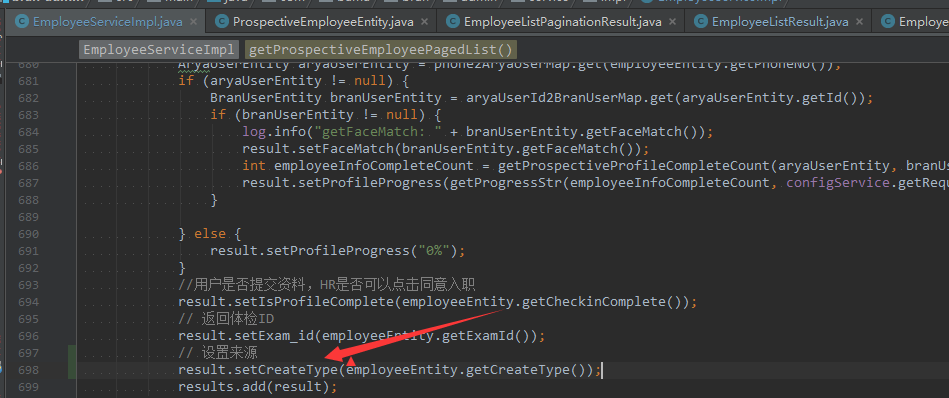 EmployeeServiceImpl.java × ProspectiveEmployeeEntity.java × EmployeeListPaginationResult.java × EmployeeListResult.java × Employe
EmployeeServiceImpl getProspectiveEmployeePagedList()
680 AryaUserEntity aryaUserEntity = phone2AryaUserMap.get(employeeEntity.getPhoneNo());
681 if (aryaUserEntity != null) {
682 BranUserEntity branUserEntity = aryaUserId2BranUserMap.get(aryaUserEntity.getId());
683 if (branUserEntity != null) {
684 log.info("getFaceMatch: " + branUserEntity.getFaceMatch());
685 result.setFaceMatch(branUserEntity.getFaceMatch());
686 int employeeInfoCompleteCount = getProspectiveProfileCompleteCount(aryaUserEntity, branUs
687 result.setProfileProgress(getProgressStr(employeeInfoCompleteCount, configService.getRequ
688 }
689
690 } else {
691 result.setProfileProgress("0%");
692 }
693 //用户是否提交资料，HR是否可以点击同意入职
694 result.setIsProfileComplete(employeeEntity.getCheckinComplete());
695 // 返回体检ID
696 result.setExam_id(employeeEntity.getExamId());
697 // 设置来源
698 result.setCreateType(employeeEntity.getCreateType());
699 results.add(result);